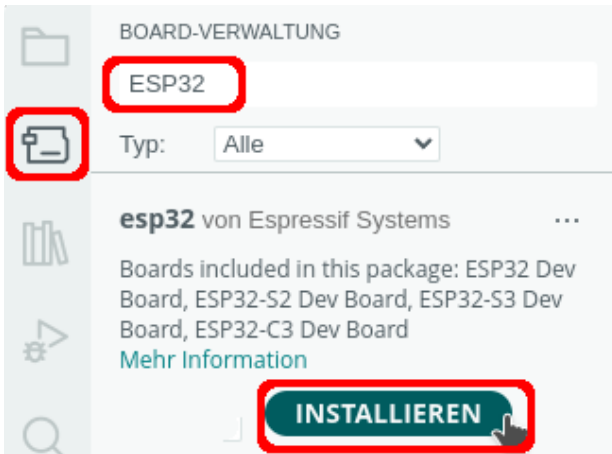 BOARD-VERWALTUNG
ESP32
Typ: Alle
esp32 von Espressif Systems ...
Boards included in this package: ESP32 Dev
Board, ESP32-S2 Dev Board, ESP32-S3 Dev
Board, ESP32-C3 Dev Board
Mehr Information
INSTALLIEREN